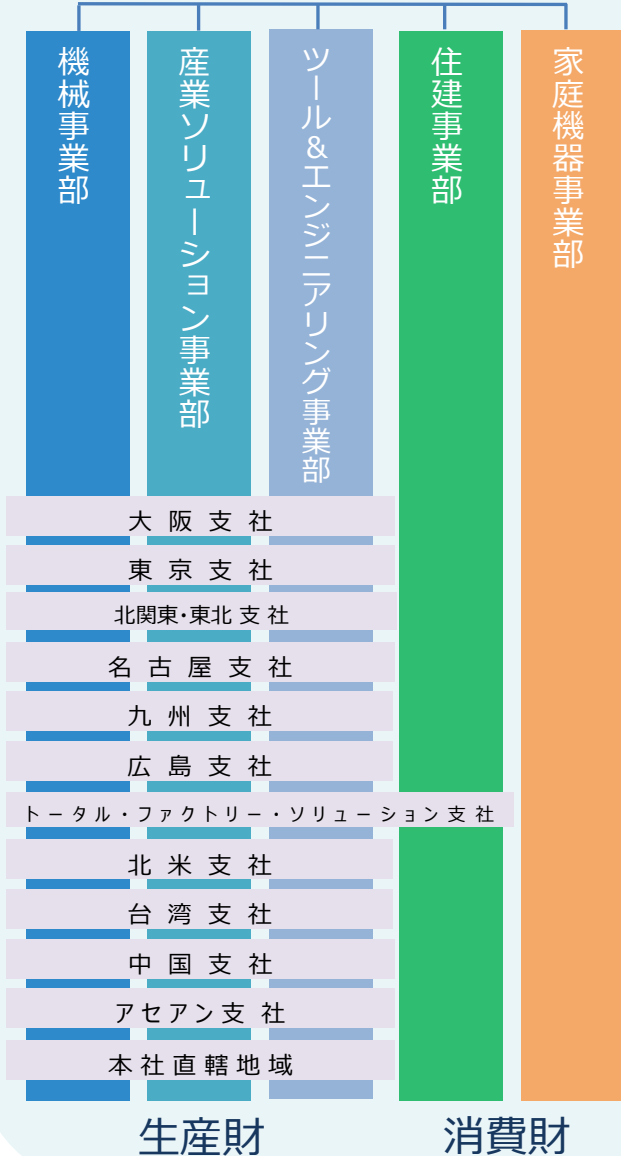 機械事業部
産業ソリューション事業部
ツール&エンジニアリング事業部
住建事業部
家庭機器事業部
大阪支社
東京支社
北関東・東北支社
名古屋支社
九州支社
広島支社
トータル・ファクトリー・ソリューション支社
北米支社
台湾支社
中国支社
アセアン支社
本社直轄地域
生産財
消費財